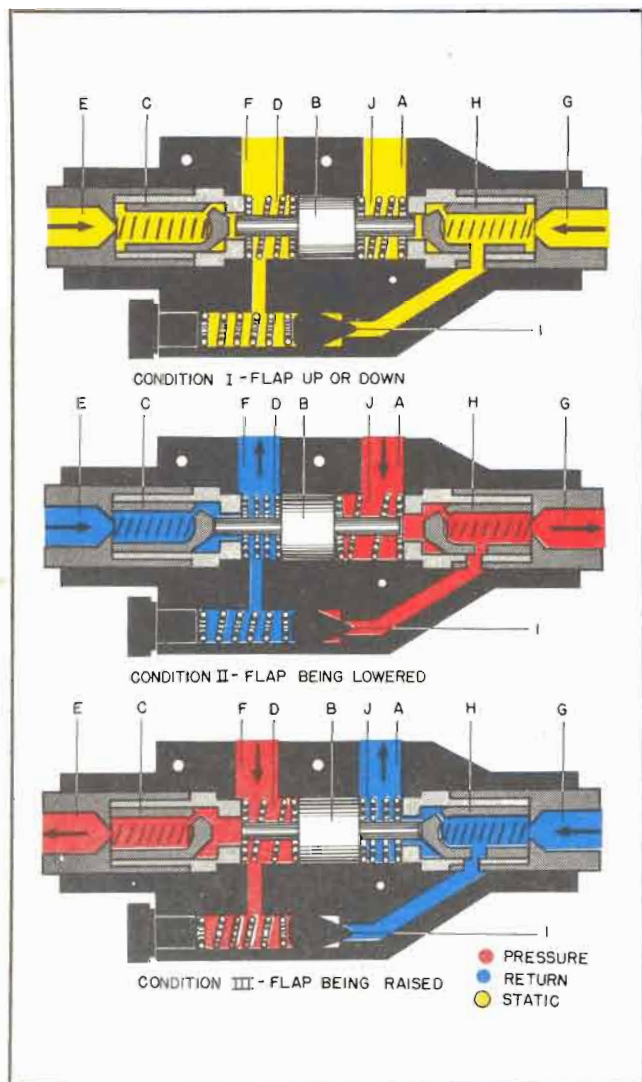 E C F D B J A H G
I
CONDITION I - FLAP UP OR DOWN
E C F D B J A H G
I
CONDITION II - FLAP BEING LOWERED
E C F D B J A H G
I
CONDITION III - FLAP BEING RAISED
PRESSURE
RETURN
STATIC